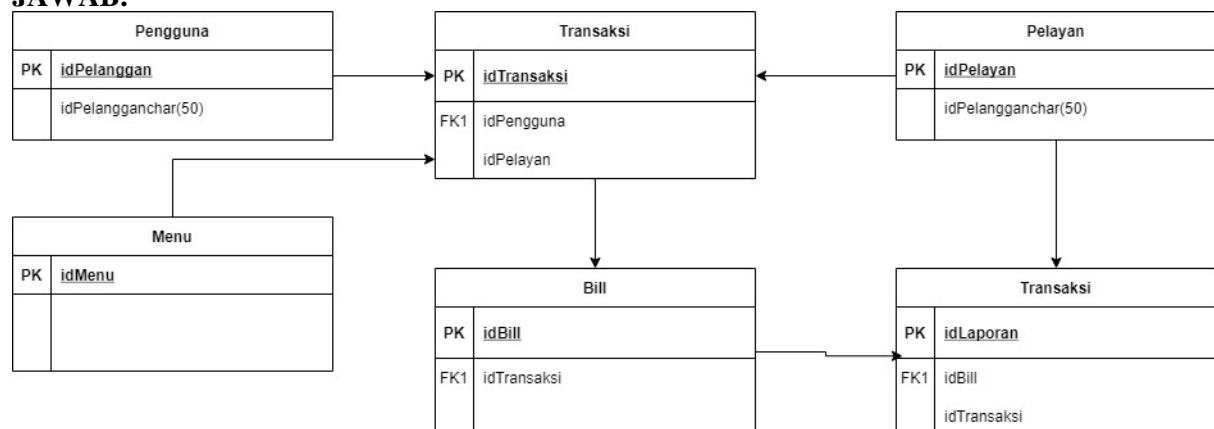 JAWAB:
Pengguna
PK idPelanggan
idPelangganchar(50)
Transaksi
PK idTransaksi
FK1 idPengguna
idPelayan
Pelayan
PK idPelayan
idPelangganchar(50)
Menu
PK idMenu
Bill
PK idBill
FK1 idTransaksi
Transaksi
PK idLaporan
FK1 idBill
idTransaksi